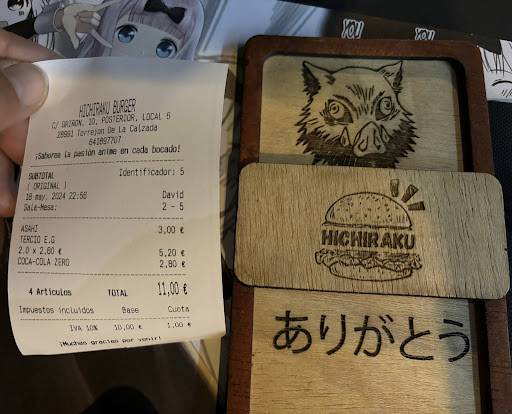 YOU
YOU
HICHIRAKU BURGER
C/ GRIÑON, 10, POSTERIOR, LOCAL 6
28991 Torrejon De La Calzada
641897707
¡Saborea la pasión anime en cada bocado!
SUBTOTAL Identificador: 5
( ORIGINAL )
18 may. 2024 22:56 David
Sala-Mesa: 2 - 5
ASAHI 3,00 €
TERCIO E.G
2.0 x 2,60 € 5,20 €
COCA-COLA ZERO 2,80 €
4 Artículos TOTAL 11,00 €
Impuestos incluidos Base Cuota
IVA 10% 10,00 € 1,00 €
¡Muchas gracias por venir!
HICHIRAKU
ありがとう